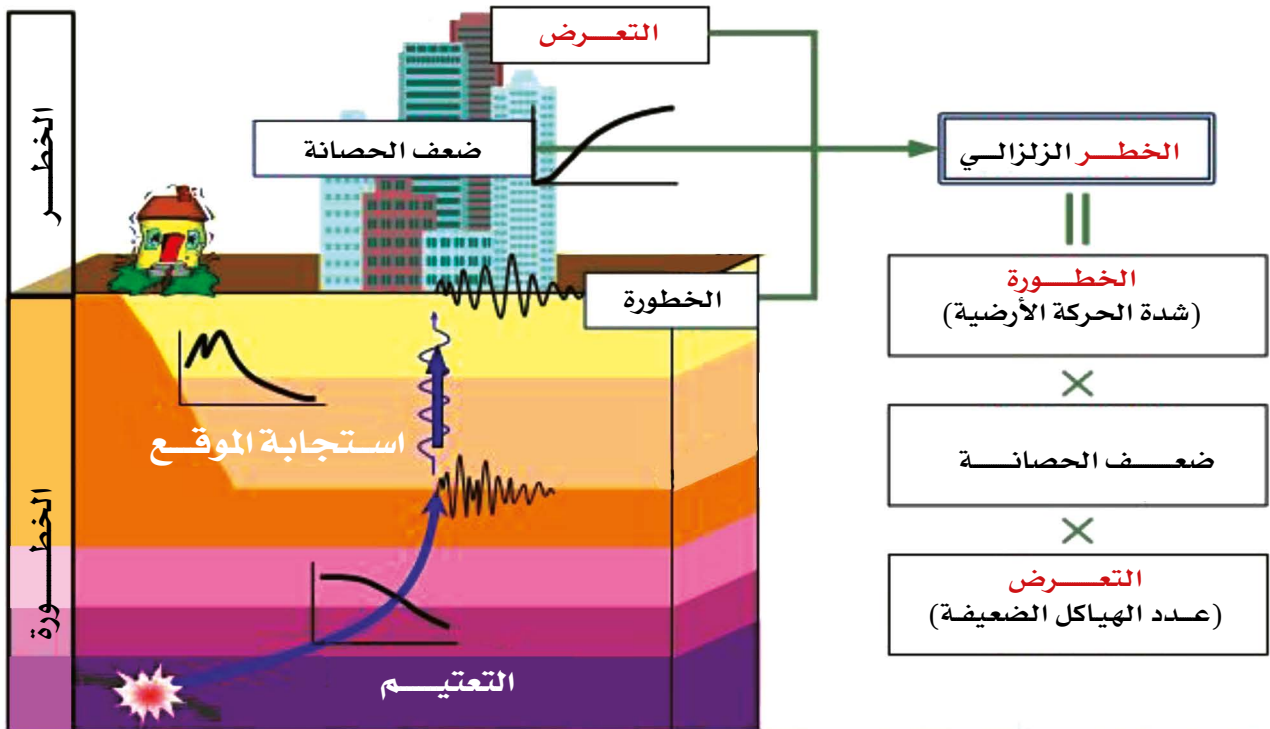 التعرض
الخطر
ضعف الحصانة
الخطر الزلزالي
الخطورة
الخطورة
(شدة الحركة الأرضية)
استجابة الموقع
ضعف الحصانة
الخطورة
التعرض
(عدد الهياكل الضعيفة)
التعتيم